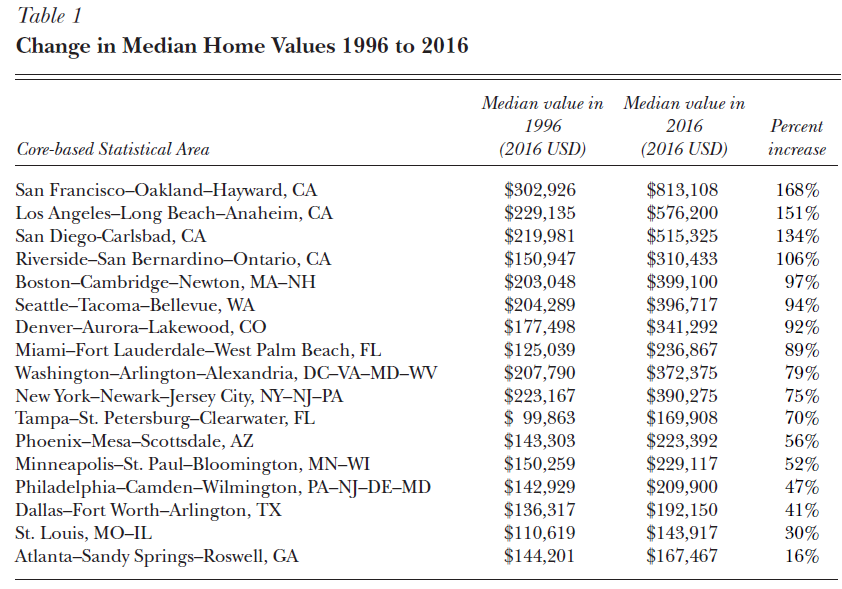 Table 1
Change in Median Home Values 1996 to 2016
Median value in Median value in
1996 2016 Percent
Core-based Statistical Area (2016 USD) (2016 USD) increase
San Francisco–Oakland–Hayward, CA $302,926 $813,108 168%
Los Angeles–Long Beach–Anaheim, CA $229,135 $576,200 151%
San Diego-Carlsbad, CA $219,981 $515,325 134%
Riverside–San Bernardino–Ontario, CA $150,947 $310,433 106%
Boston–Cambridge–Newton, MA–NH $203,048 $399,100 97%
Seattle–Tacoma–Bellevue, WA $204,289 $396,717 94%
Denver–Aurora–Lakewood, CO $177,498 $341,292 92%
Miami–Fort Lauderdale–West Palm Beach, FL $125,039 $236,867 89%
Washington–Arlington–Alexandria, DC–VA–MD–WV $207,790 $372,375 79%
New York–Newark–Jersey City, NY–NJ–PA $223,167 $390,275 75%
Tampa–St. Petersburg–Clearwater, FL $ 99,863 $169,908 70%
Phoenix–Mesa–Scottsdale, AZ $143,303 $223,392 56%
Minneapolis–St. Paul–Bloomington, MN–WI $150,259 $229,117 52%
Philadelphia–Camden–Wilmington, PA–NJ–DE–MD $142,929 $209,900 47%
Dallas–Fort Worth–Arlington, TX $136,317 $192,150 41%
St. Louis, MO–IL $110,619 $143,917 30%
Atlanta–Sandy Springs–Roswell, GA $144,201 $167,467 16%